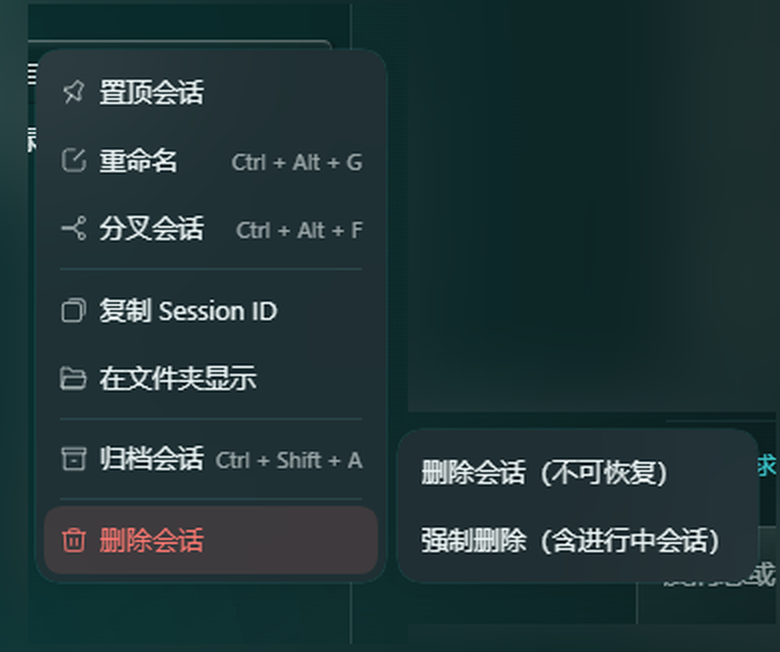 置顶会话
重命名 Ctrl + Alt + G
分叉会话 Ctrl + Alt + F
复制 Session ID
在文件夹显示
归档会话 Ctrl + Shift + A
删除会话
删除会话（不可恢复）
强制删除（含进行中会话）
求